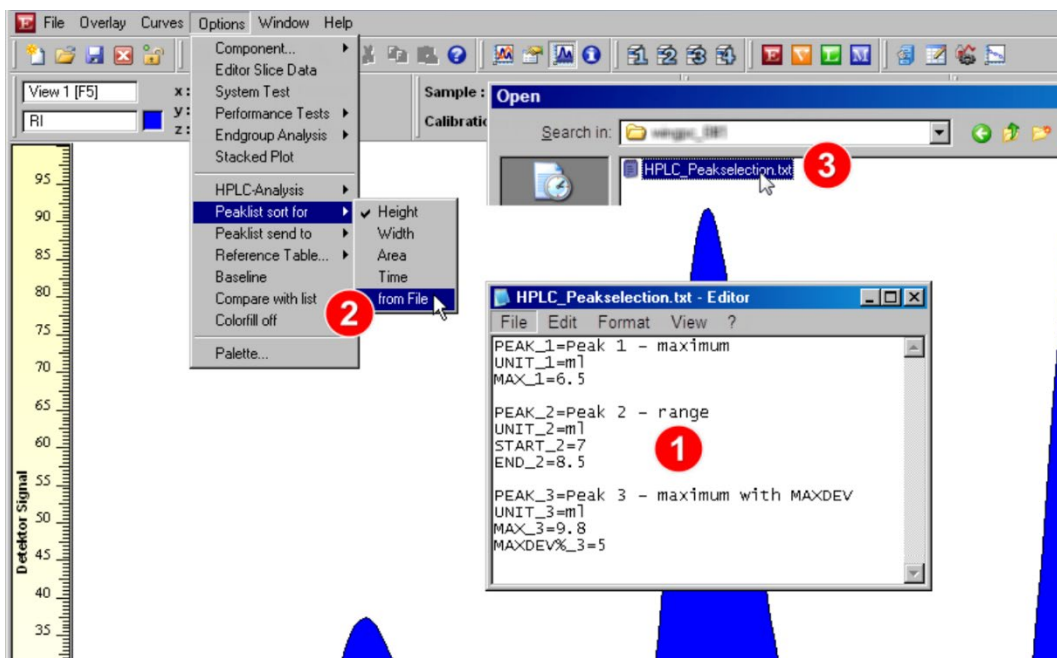 File Overlay Curves Options Window Help
View 1 [F5]
x:
RI
y:
z:
Component...
Editor Slice Data
System Test
Performance Tests
Endgroup Analysis
Stacked Plot
HPLC-Analysis
Peaklist sort for
Peaklist send to
Reference Table...
Baseline
Compare with list
Colorfill off
Palette...
Height
Width
Area
Time
from File
2
E V L M
Sample :
Calibratio
Open
Search in:
HPLC_Peakselection.txt
3
HPLC_Peakselection.txt - Editor
File Edit Format View ?
PEAK_1=Peak 1 - maximum
UNIT_1=ml
MAX_1=6.5
PEAK_2=Peak 2 - range
UNIT_2=ml
START_2=7
END_2=8.5
1
PEAK_3=Peak 3 - maximum with MAXDEV
UNIT_3=ml
MAX_3=9.8
MAXDEV%_3=5
Detektor Signal
95
90
85
80
75
70
65
60
55
50
45
40
35